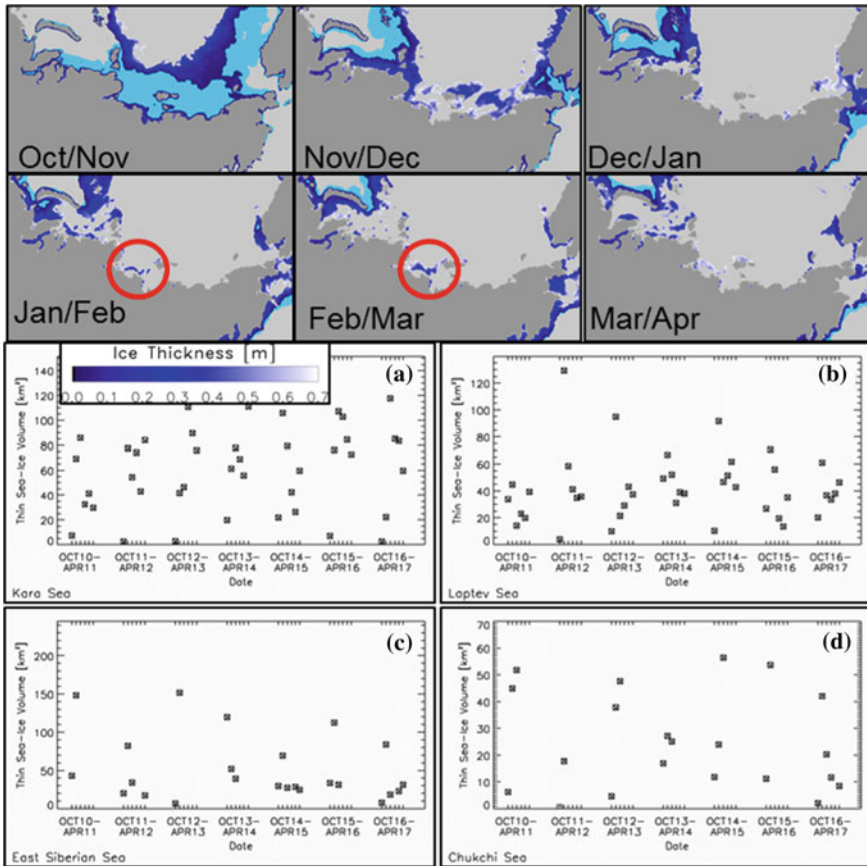 Oct/Nov
Nov/Dec
Dec/Jan
Jan/Feb
Feb/Mar
Mar/Apr
Ice Thickness [m]
0.0 0.1 0.2 0.3 0.4 0.5 0.6 0.7
(a)
Thin Sea-Ice Volume [km³]
140
120
100
80
60
40
20
0
OCT10- OCT11- OCT12- OCT13- OCT14- OCT15- OCT16-
APR11 APR12 APR13 APR14 APR15 APR16 APR17
Date
Kara Sea
(b)
Thin Sea-Ice Volume [km³]
120
100
80
60
40
20
0
OCT10- OCT11- OCT12- OCT13- OCT14- OCT15- OCT16-
APR11 APR12 APR13 APR14 APR15 APR16 APR17
Date
Laptev Sea
(c)
Thin Sea-Ice Volume [km³]
200
150
100
50
0
OCT10- OCT11- OCT12- OCT13- OCT14- OCT15- OCT16-
APR11 APR12 APR13 APR14 APR15 APR16 APR17
Date
East Siberian Sea
(d)
Thin Sea-Ice Volume [km³]
70
60
50
40
30
20
10
0
OCT10- OCT11- OCT12- OCT13- OCT14- OCT15- OCT16-
APR11 APR12 APR13 APR14 APR15 APR16 APR17
Date
Chukchi Sea